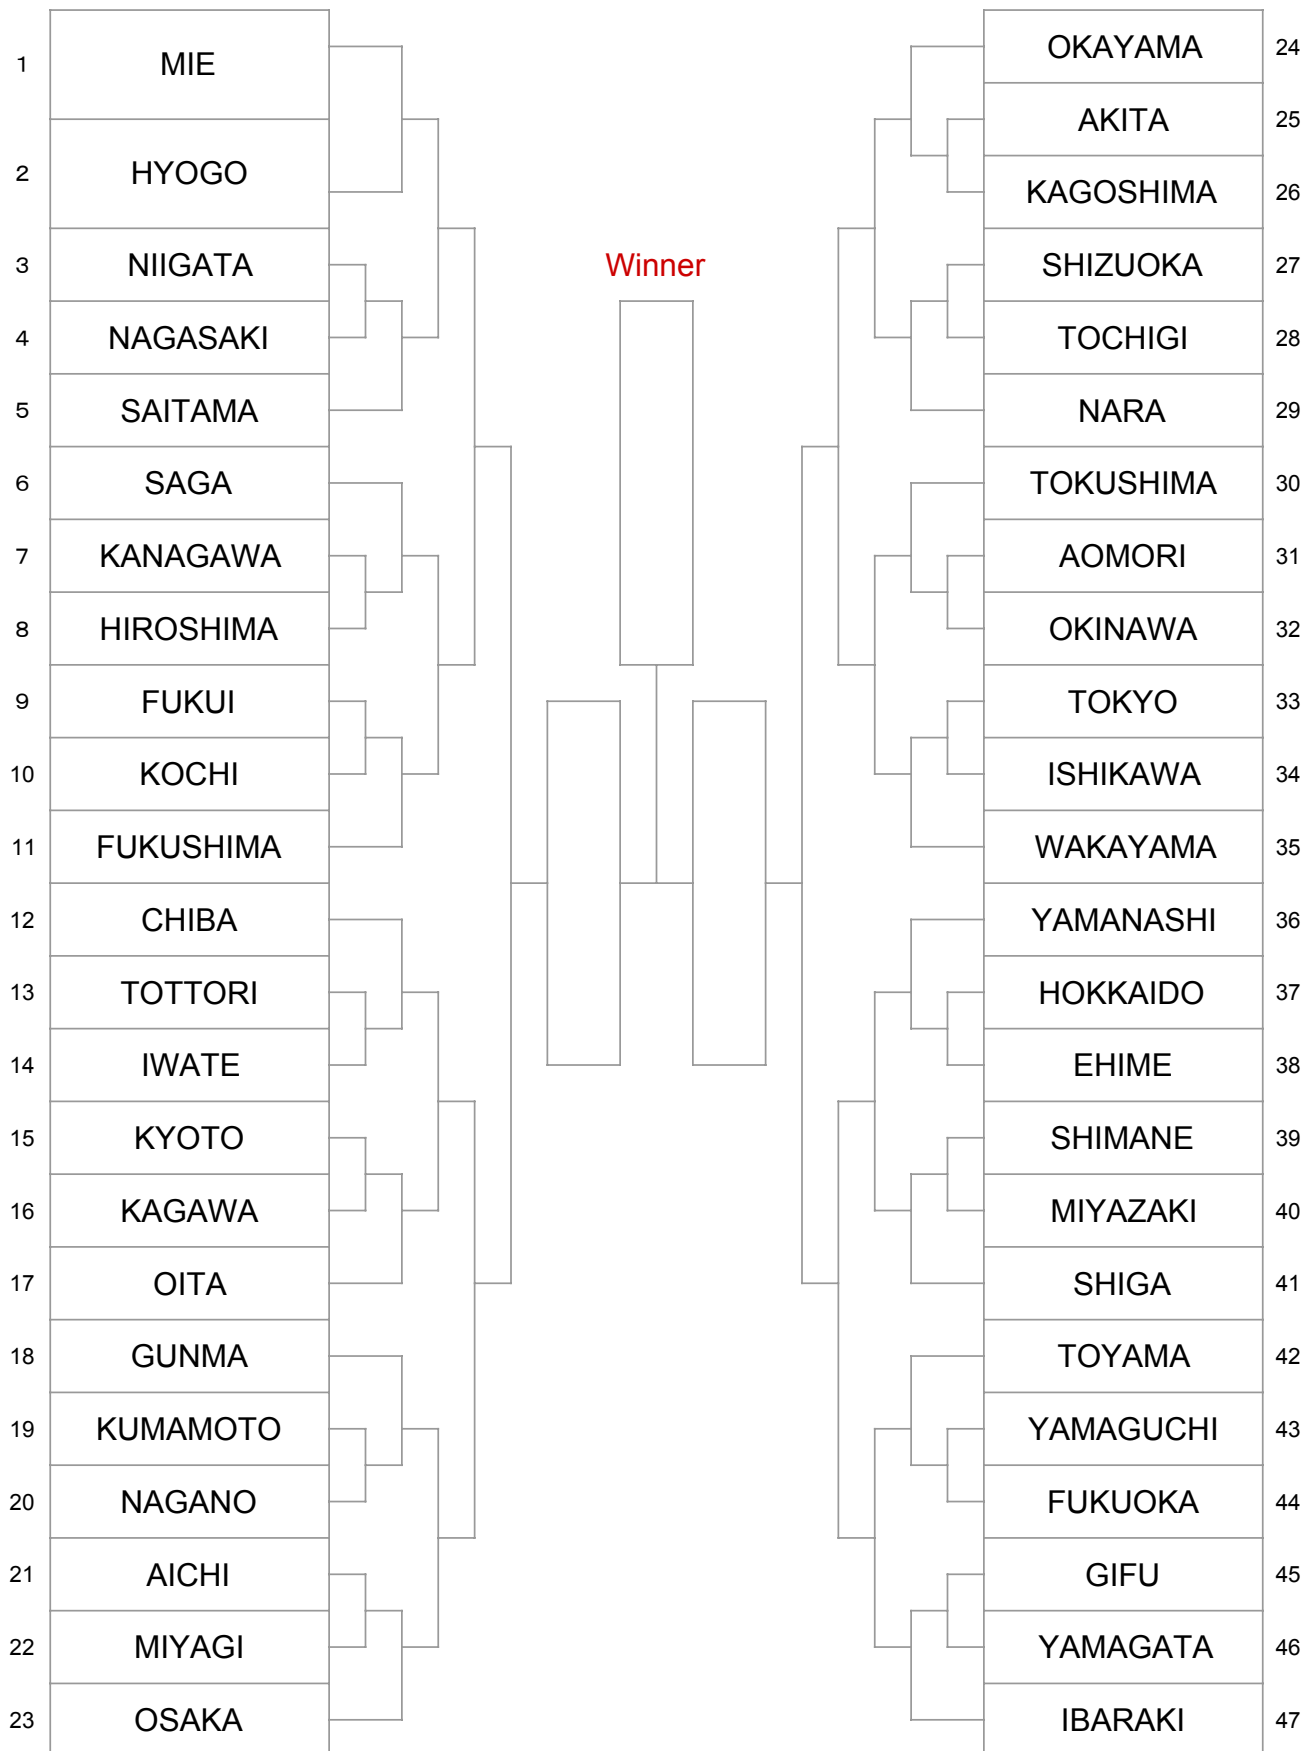 1 MIE
2 HYOGO
3 NIIGATA
4 NAGASAKI
5 SAITAMA
6 SAGA
7 KANAGAWA
8 HIROSHIMA
9 FUKUI
10 KOCHI
11 FUKUSHIMA
12 CHIBA
13 TOTTORI
14 IWATE
15 KYOTO
16 KAGAWA
17 OITA
18 GUNMA
19 KUMAMOTO
20 NAGANO
21 AICHI
22 MIYAGI
23 OSAKA
Winner
OKAYAMA 24
AKITA 25
KAGOSHIMA 26
SHIZUOKA 27
TOCHIGI 28
NARA 29
TOKUSHIMA 30
AOMORI 31
OKINAWA 32
TOKYO 33
ISHIKAWA 34
WAKAYAMA 35
YAMANASHI 36
HOKKAIDO 37
EHIME 38
SHIMANE 39
MIYAZAKI 40
SHIGA 41
TOYAMA 42
YAMAGUCHI 43
FUKUOKA 44
GIFU 45
YAMAGATA 46
IBARAKI 47